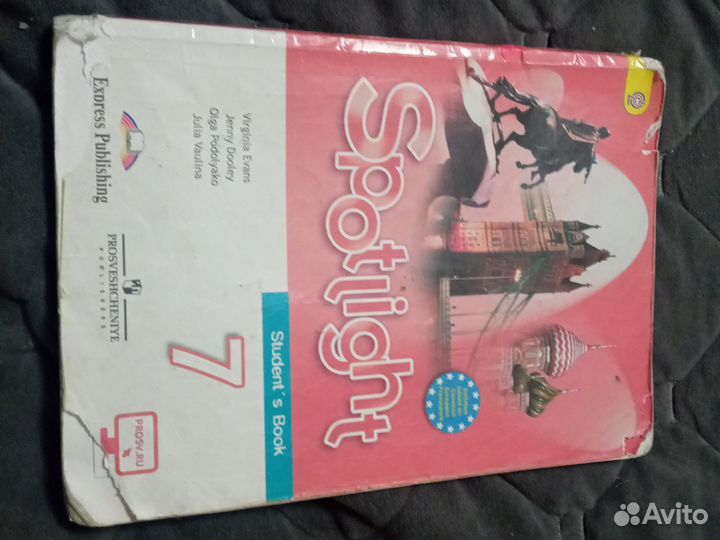 Spotlight
Virginia Evans
Jenny Dooley
Olga Podolyako
Julia Vaulina
Student's Book
7
Express Publishing
PROSVESHCHENIYE
PUBLISHERS
PROSV.RU
Avito